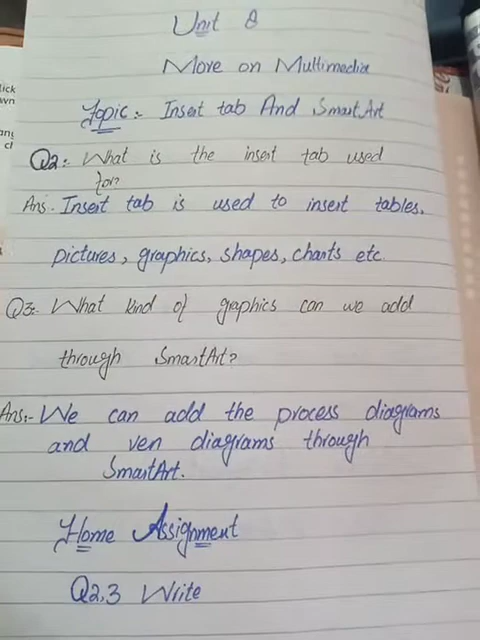 Unit 8
More on Multimedia
Topic:- Insert tab And SmartArt
Q2:- What is the insert tab used
for
Ans:- Insert tab is used to insert tables,
pictures, graphics, shapes, charts etc.
Q3:- What kind of graphics can we add
through SmartArt?
Ans:- We can add the process diagrams
and ven diagrams through
SmartArt.
Home Assignment
Q2,3 Write